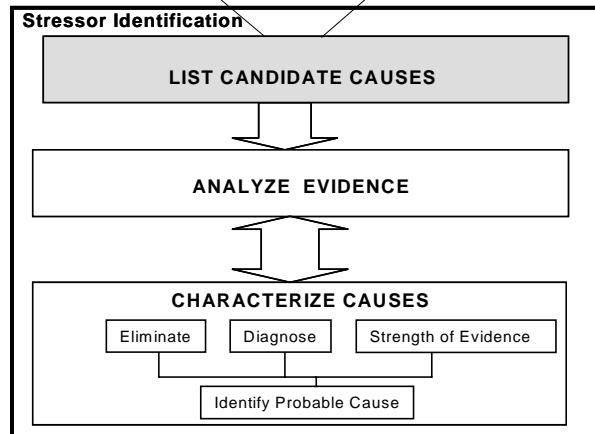 Stressor Identification
LIST CANDIDATE CAUSES
ANALYZE EVIDENCE
CHARACTERIZE CAUSES
Eliminate Diagnose Strength of Evidence
Identify Probable Cause